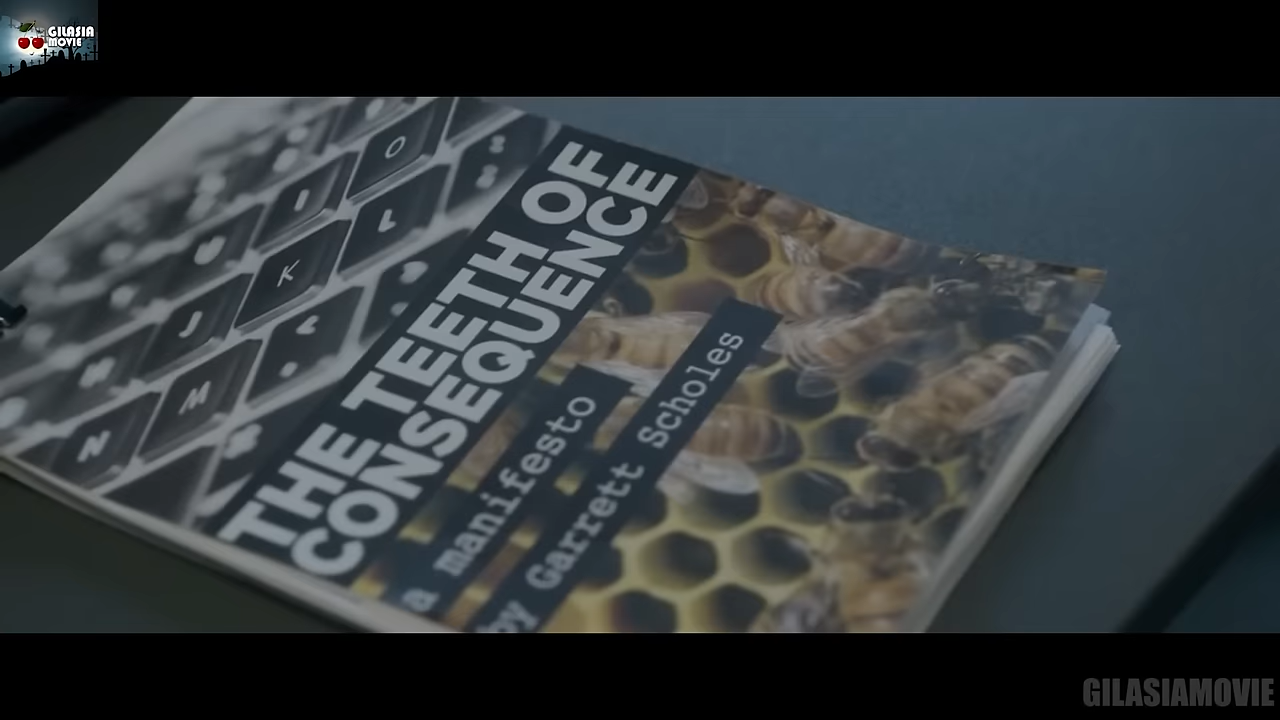 GILASIA
MOVIE
O
I
L
U
K
J
M
N
THE TEETH OF
CONSEQUENCE
a manifesto
by Garrett Scholes
GILASIAMOVIE